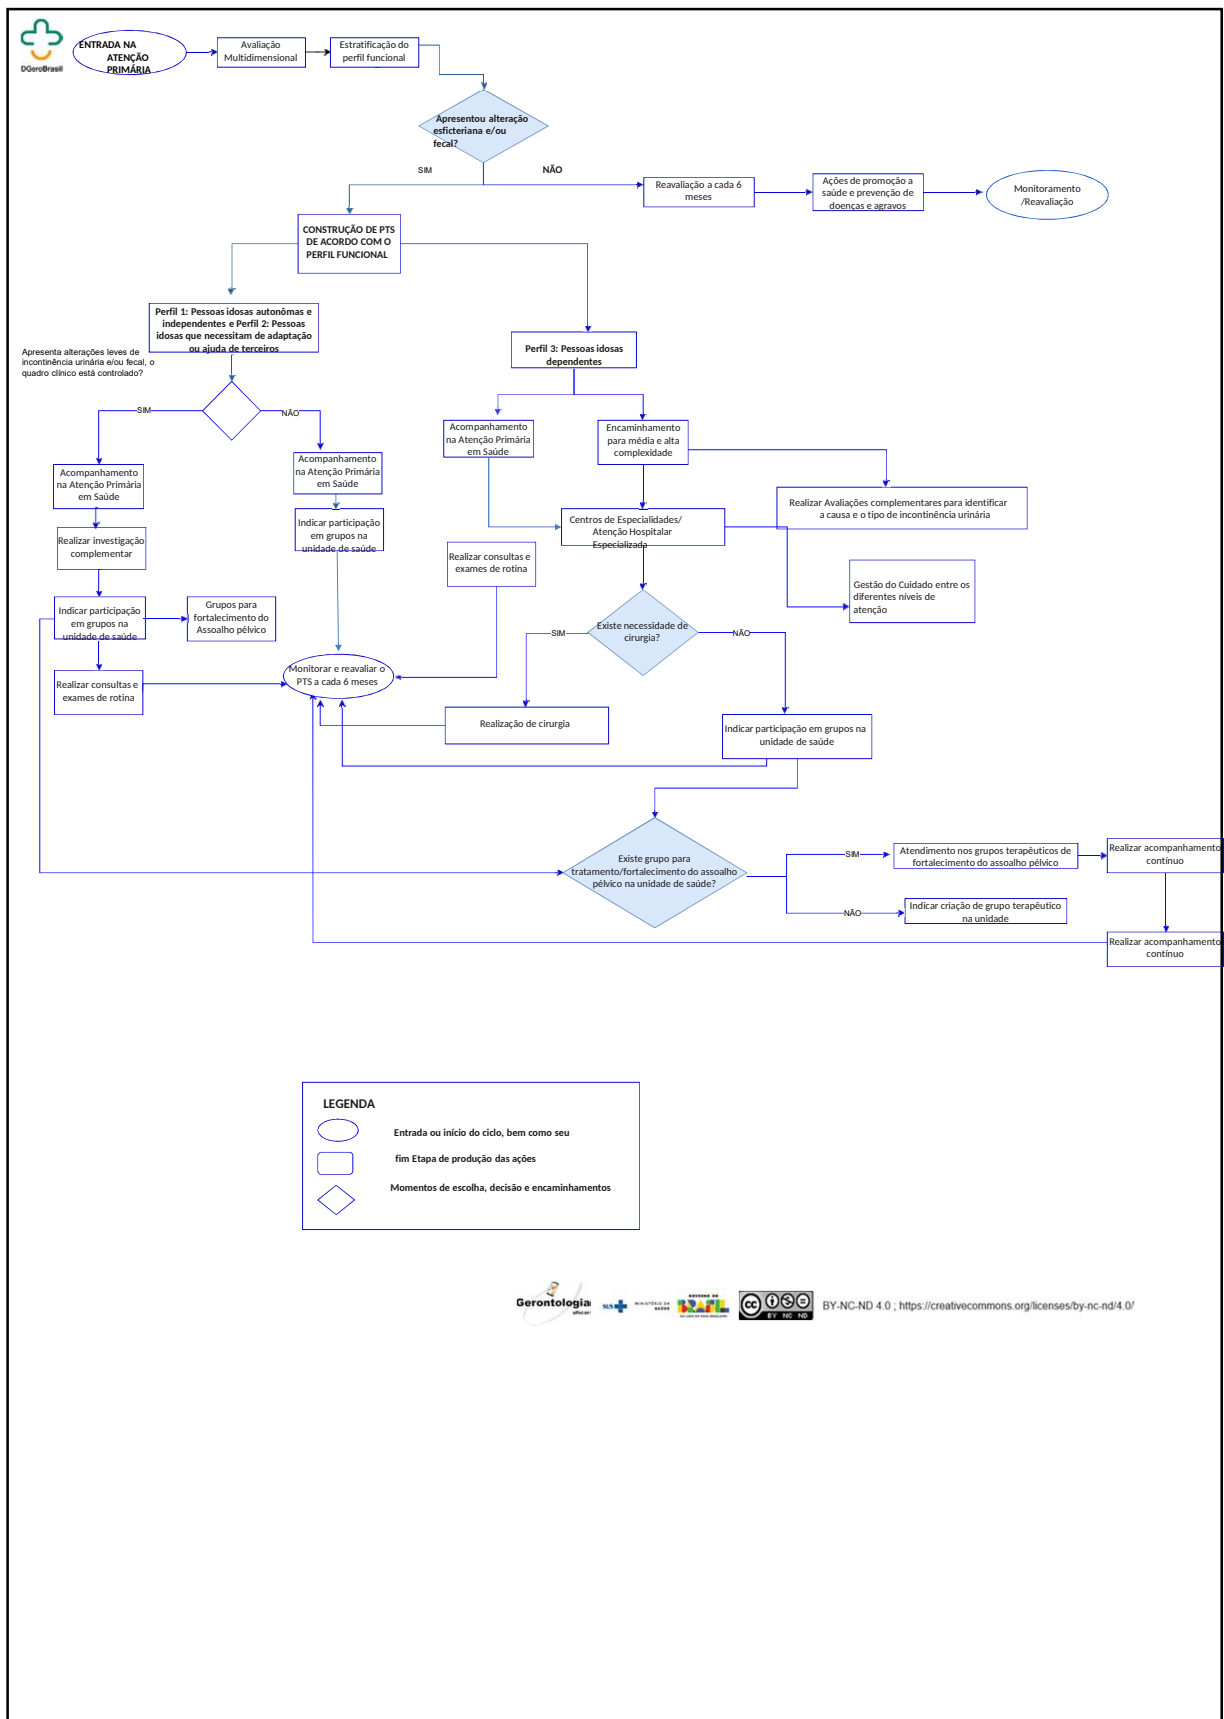 DGeroBrasil
ENTRADA NA
ATENÇÃO
PRIMÁRIA
Avaliação
Multidimensional
Estratificação do
perfil funcional
Apresentou alteração
esficteriana e/ou
fecal?
SIM
NÃO
Reavaliação a cada 6
meses
Ações de promoção a
saúde e prevenção de
doenças e agravos
Monitoramento
/Reavaliação
CONSTRUÇÃO DE PTS
DE ACORDO COM O
PERFIL FUNCIONAL
Perfil 1: Pessoas idosas autonômas e
independentes e Perfil 2: Pessoas
idosas que necessitam de adaptação
ou ajuda de terceiros
Perfil 3: Pessoas idosas
dependentes
Apresenta alterações leves de
incontinência urinária e/ou fecal, o
quadro clínico está controlado?
SIM
NÃO
Acompanhamento
na Atenção Primária
em Saúde
Realizar investigação
complementar
Indicar participação
em grupos na
unidade de saúde
Grupos para
fortalecimento do
Assoalho pélvico
Realizar consultas e
exames de rotina
Acompanhamento
na Atenção Primária
em Saúde
Indicar participação
em grupos na
unidade de saúde
Monitorar e reavaliar o
PTS a cada 6 meses
Acompanhamento
na Atenção Primária
em Saúde
Encaminhamento
para média e alta
complexidade
Realizar Avaliações complementares para identificar
a causa e o tipo de incontinência urinária
Centros de Especialidades/
Atenção Hospitalar
Especializada
Realizar consultas e
exames de rotina
Gestão do Cuidado entre os
diferentes níveis de
atenção
Existe necessidade de
cirurgia?
SIM
NÃO
Realização de cirurgia
Indicar participação em grupos na
unidade de saúde
Existe grupo para
tratamento/fortalecimento do assoalho
pélvico na unidade de saúde?
SIM
NÃO
Atendimento nos grupos terapêuticos de
fortalecimento do assoalho pélvico
Realizar acompanhamento
contínuo
Indicar criação de grupo terapêutico
na unidade
Realizar acompanhamento
contínuo
LEGENDA
Entrada ou início do ciclo, bem como seu
fim Etapa de produção das ações
Momentos de escolha, decisão e encaminhamentos
Gerontologia
ufscar
SUS
MINISTÉRIO DA
SAÚDE
GOVERNO DO
BRASIL
CC
BY NC ND
BY-NC-ND 4.0 ; https://creativecommons.org/licenses/by-nc-nd/4.0/